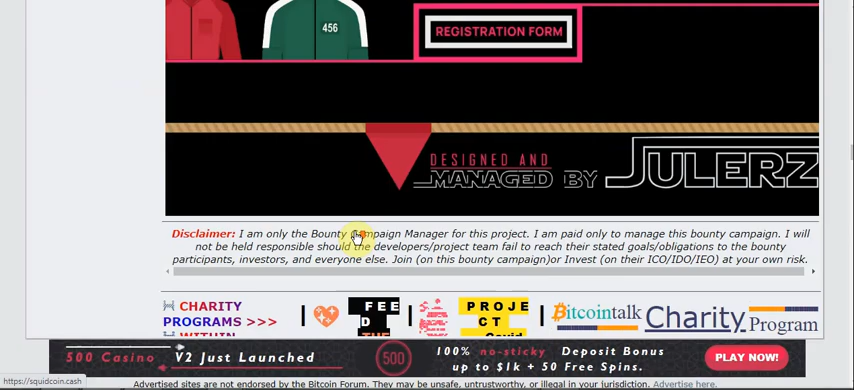 456
REGISTRATION FORM
DESIGNED AND
MANAGED BY JULERZ
Disclaimer: I am only the Bounty Campaign Manager for this project. I am paid only to manage this bounty campaign. I will
not be held responsible should the developers/project team fail to reach their stated goals/obligations to the bounty
participants, investors, and everyone else. Join (on this bounty campaign)or Invest (on their ICO/IDO/IEO) at your own risk.
CHARITY
PROGRAMS >>>
WITHIN
| FEE
D
THE
| PROJE
CT
Covid
| Bitcointalk Charity Program
500 Casino V2 Just Launched 500 100% no-sticky Deposit Bonus
up to $1k + 50 Free Spins.
PLAY NOW!
https://squidcoin.cash
Advertised sites are not endorsed by the Bitcoin Forum. They may be unsafe, untrustworthy, or illegal in your jurisdiction. Advertise here.